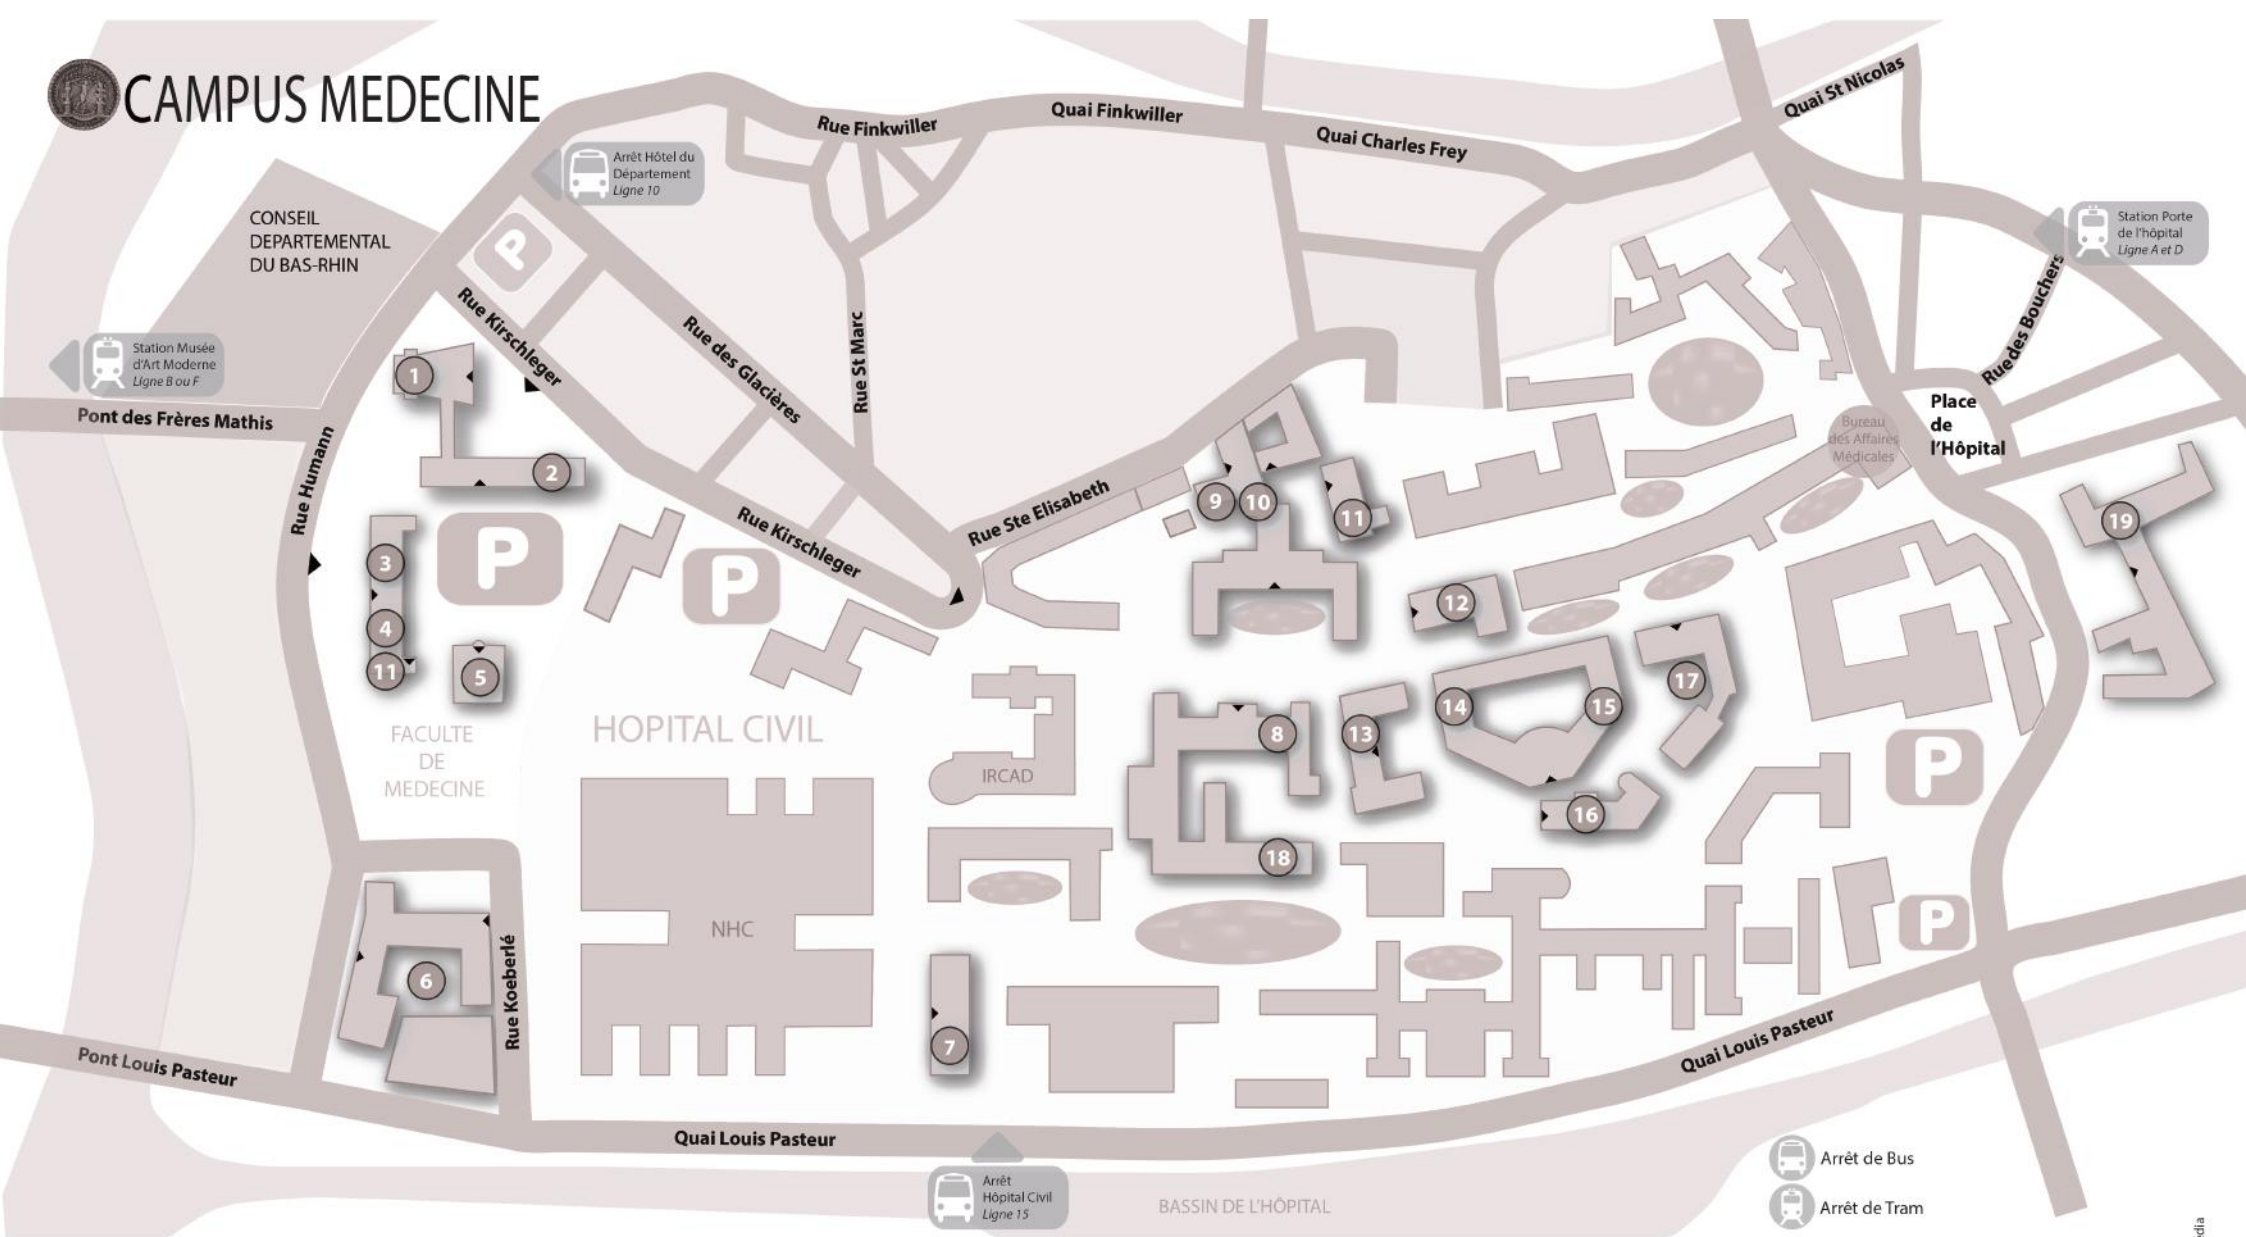 CAMPUS MEDECINE
Quai St Nicolas
Rue Finkwiller
Quai Finkwiller
Quai Charles Frey
Arrêt Hôtel du
Département
Ligne 10
CONSEIL
DEPARTEMENTAL
DU BAS-RHIN
P
Station Porte
de l'hôpital
Ligne A et D
Rue des Bouchers
Rue Kirschleger
Rue des Glacières
Rue St Marc
Station Musée
d'Art Moderne
Ligne B ou F
Pont des Frères Mathis
Rue Humann
1
2
Place
de
l'Hôpital
Bureau
des Affaires
Médicales
Rue Ste Elisabeth
Rue Kirschleger
9
10
11
19
3
4
11
5
P
P
12
FACULTE
DE
MEDECINE
HOPITAL CIVIL
IRCAD
8
13
14
15
17
16
18
P
P
NHC
6
Rue Koeberlé
7
Pont Louis Pasteur
Quai Louis Pasteur
Quai Louis Pasteur
Arrêt
Hôpital Civil
Ligne 15
BASSIN DE L'HÔPITAL
Arrêt de Bus
Arrêt de Tram